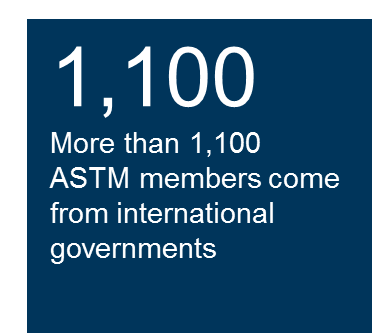 1,100
More than 1,100
ASTM members come
from international
governments